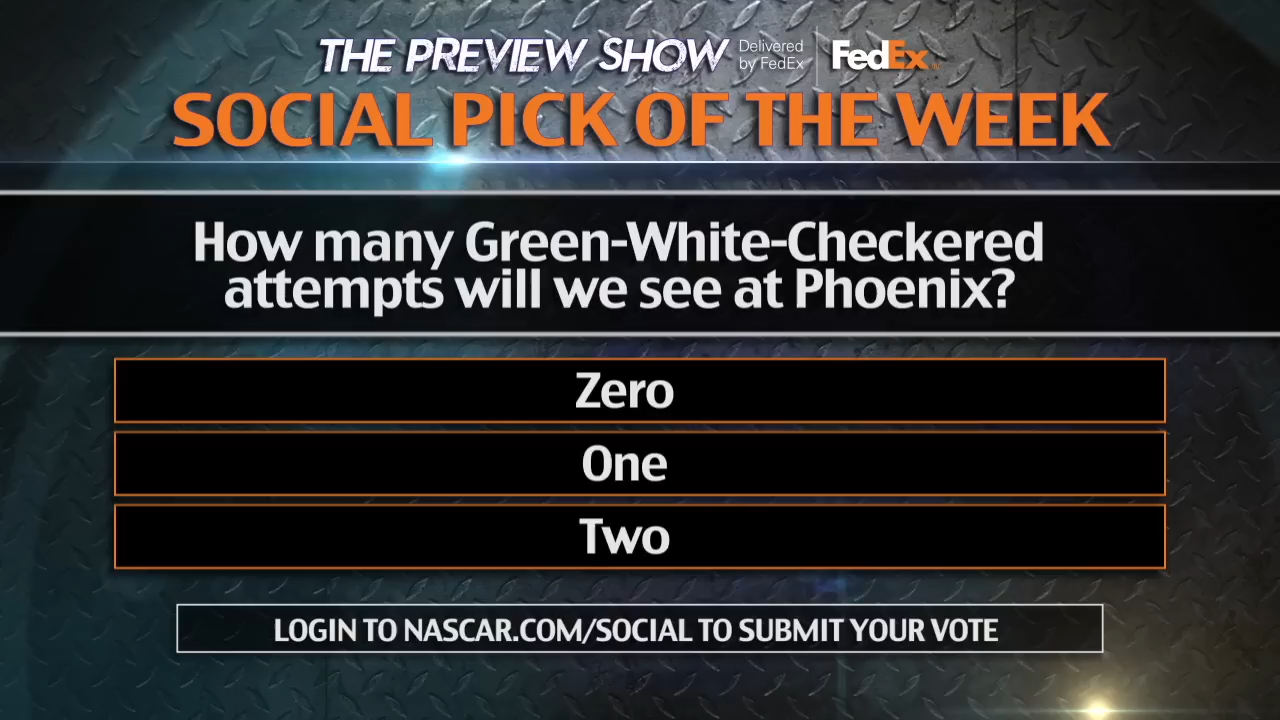 THE PREVIEW SHOW Delivered by FedEx FedEx
SOCIAL PICK OF THE WEEK
How many Green-White-Checkered
attempts will we see at Phoenix?
Zero
One
Two
LOGIN TO NASCAR.COM/SOCIAL TO SUBMIT YOUR VOTE